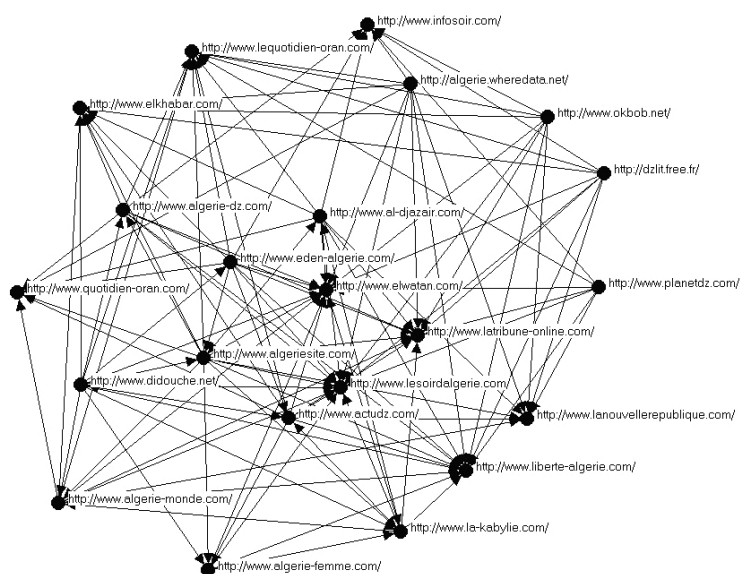 http://www.infosoir.com/
http://www.lequotidien-oran.com/
http://algerie.wheredata.net/
http://www.elkhabar.com/
http://www.okbob.net/
http://dzlit.free.fr/
http://www.algerie-dz.com/
http://www.al-djazair.com/
http://www.eden-algerie.com/
http://www.quotidien-oran.com/
http://www.elwatan.com/
http://www.planetdz.com/
http://www.latribune-online.com/
http://www.algeriesite.com/
http://www.didouche.net/
http://www.lesoirdalgerie.com
http://www.actudz.com/
http://www.lanouvellerepublique.com/
http://www.liberte-algerie.com/
http://www.algerie-monde.com/
http://www.la-kabylie.com/
http://www.algerie-femme.com/